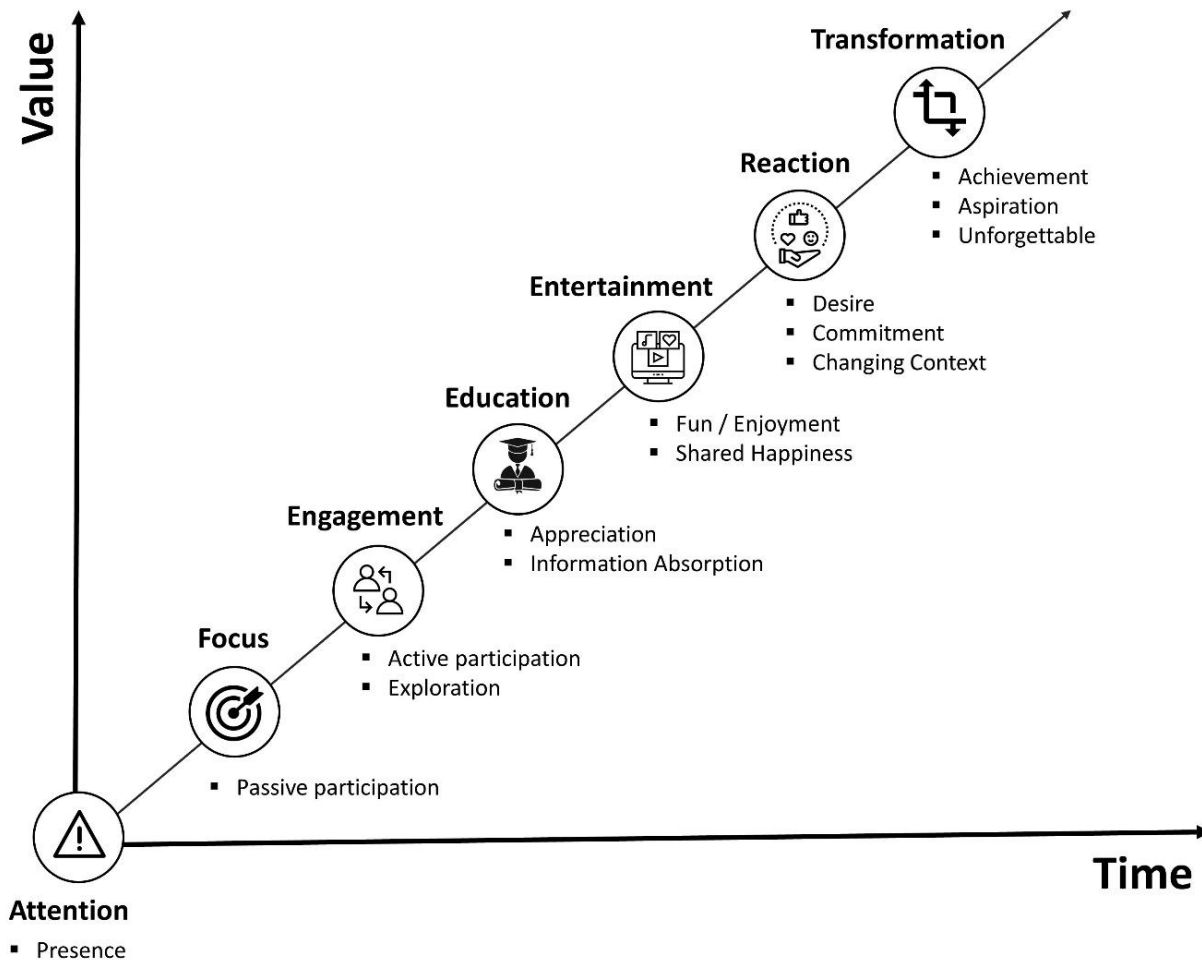 Value
Transformation
▪ Achievement
▪ Aspiration
▪ Unforgettable
Reaction
▪ Desire
▪ Commitment
▪ Changing Context
Entertainment
▪ Fun / Enjoyment
▪ Shared Happiness
Education
▪ Appreciation
▪ Information Absorption
Engagement
▪ Active participation
▪ Exploration
Focus
▪ Passive participation
Time
Attention
▪ Presence